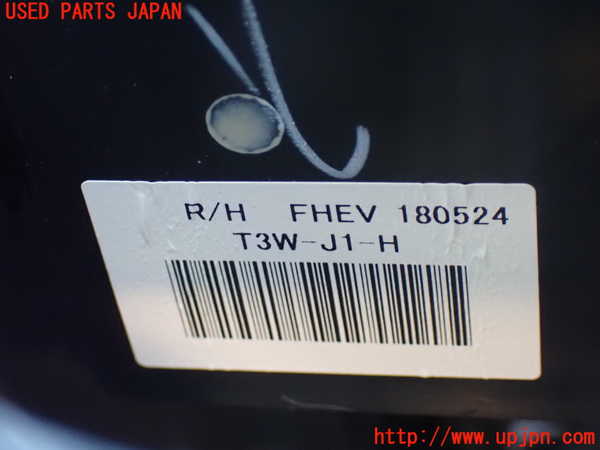 USED PARTS JAPAN
R/H FHEV 180524
T3W-J1-H
http://www.upjpn.com/